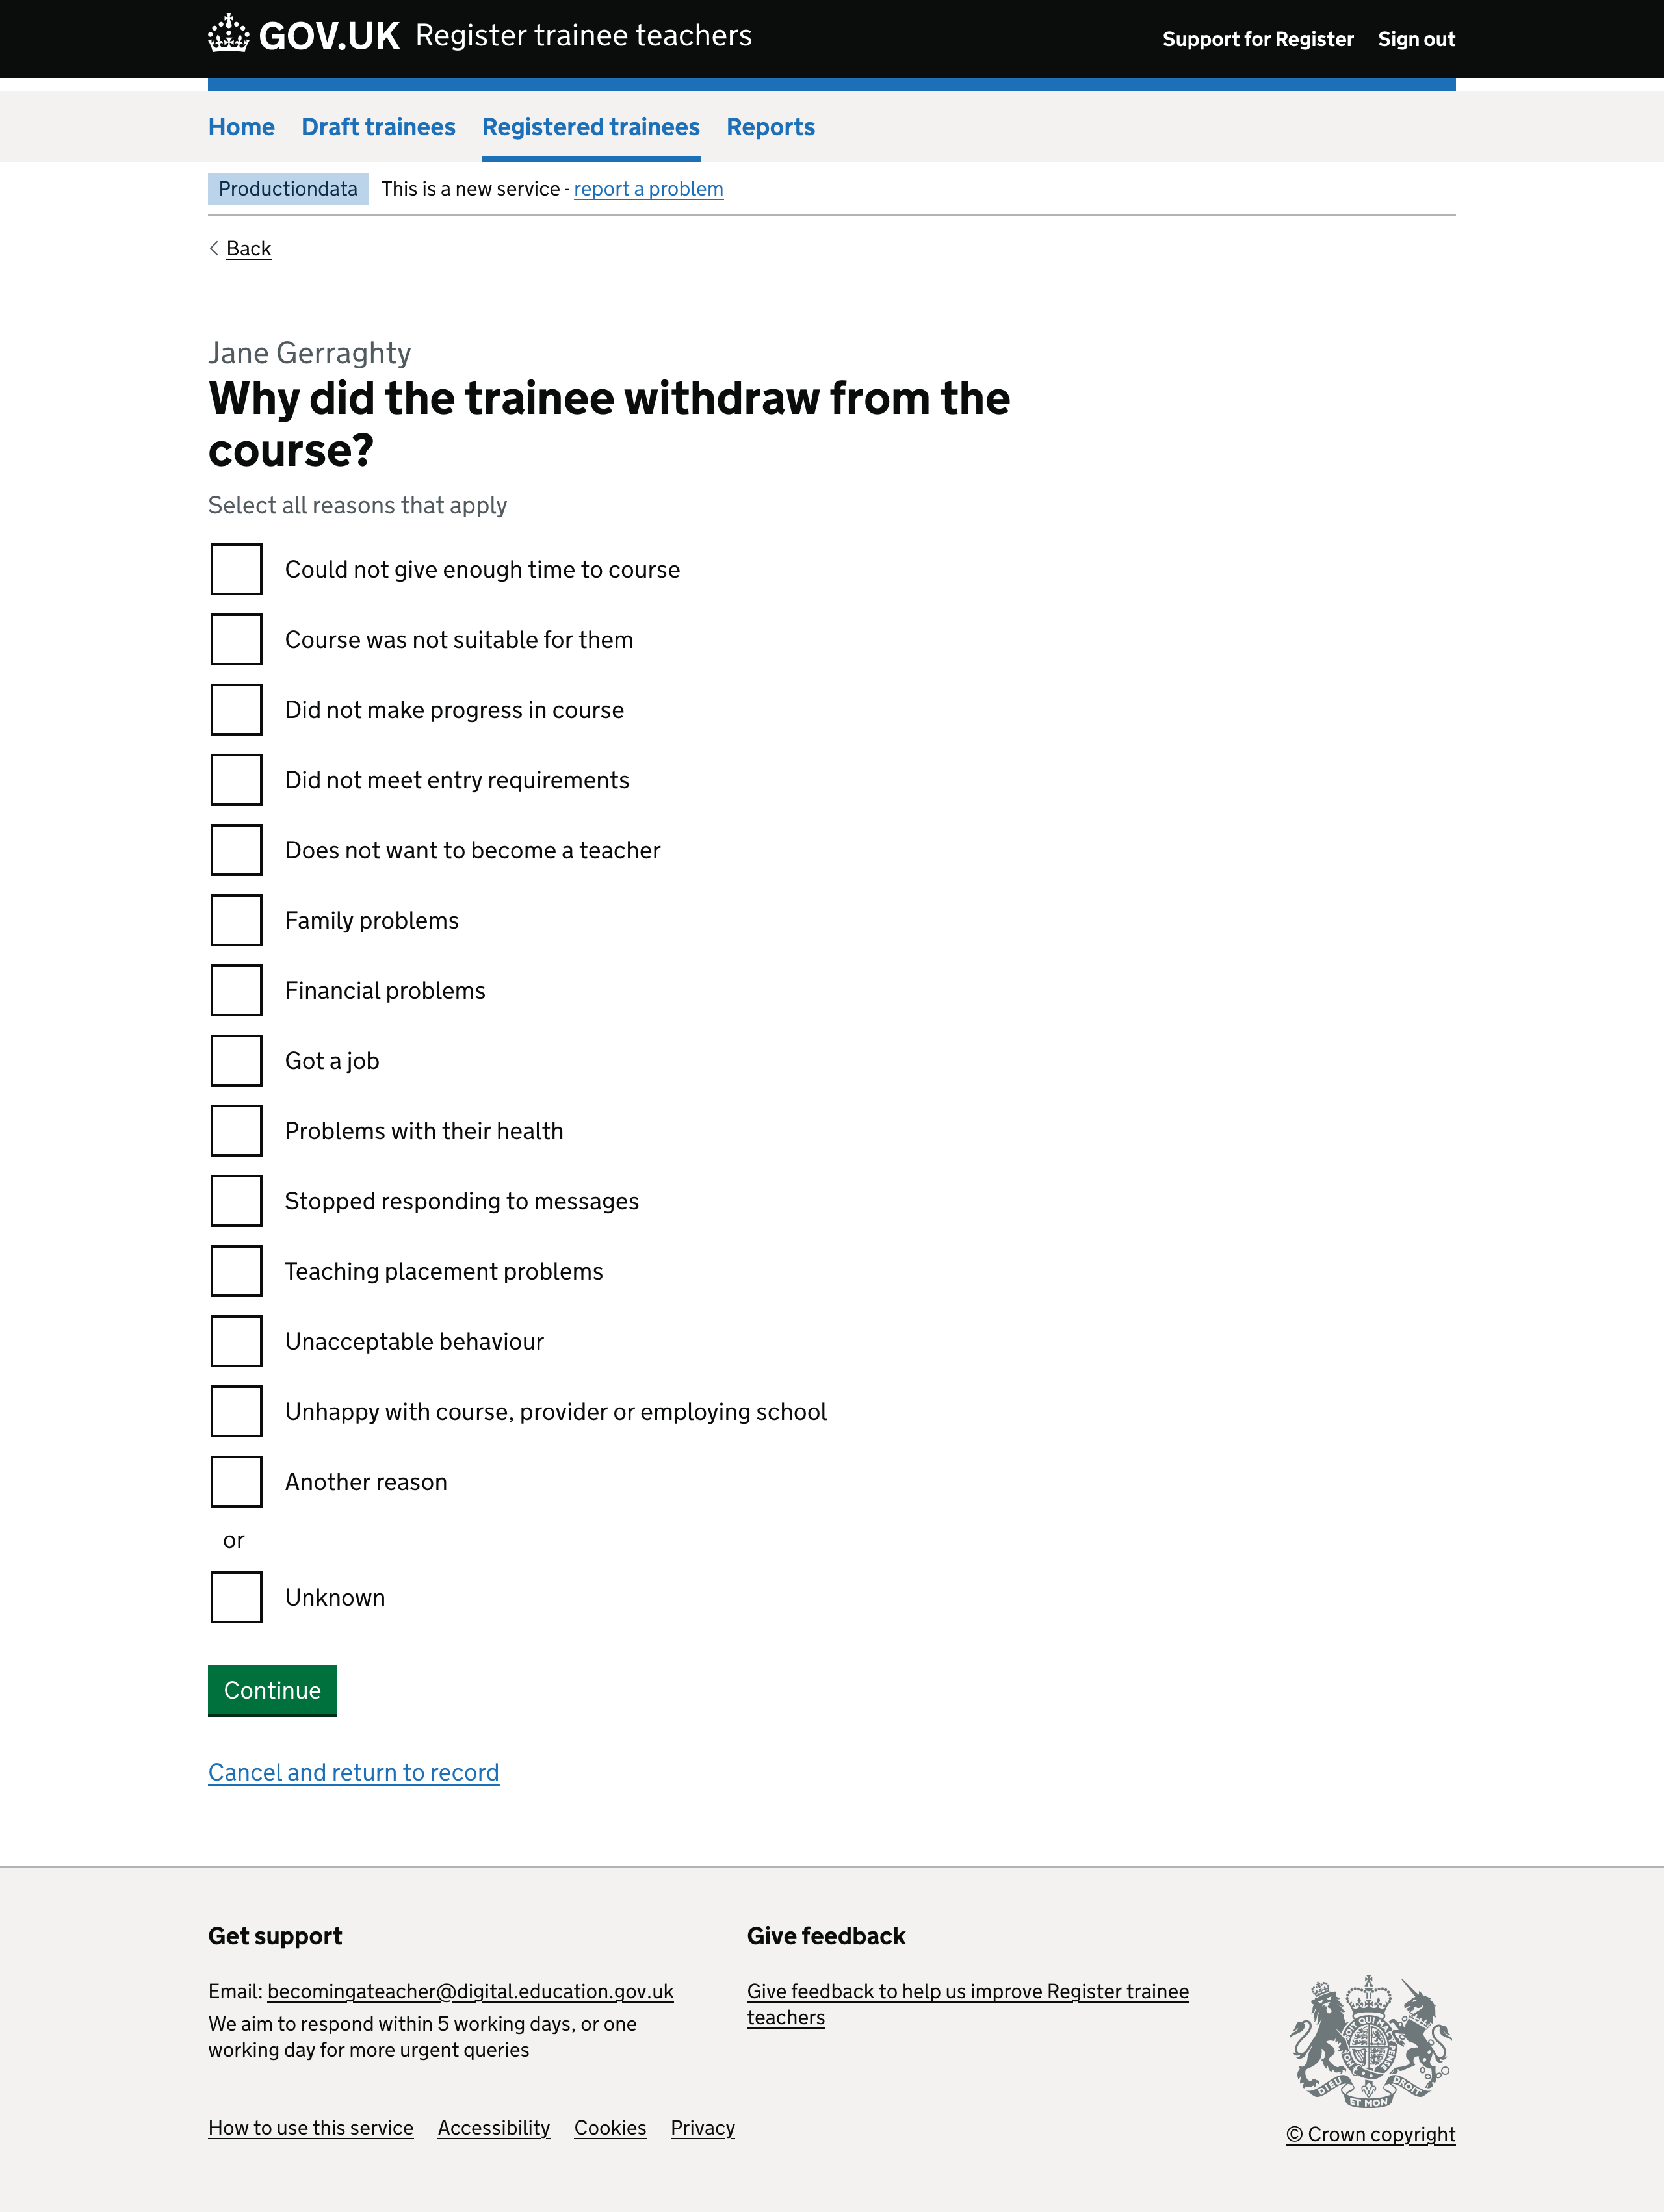 GOV.UK Register trainee teachers Support for Register Sign out
Home Draft trainees Registered trainees Reports
Productiondata This is a new service - report a problem
Back
Jane Gerraghty
Why did the trainee withdraw from the
course?
Select all reasons that apply
Could not give enough time to course
Course was not suitable for them
Did not make progress in course
Did not meet entry requirements
Does not want to become a teacher
Family problems
Financial problems
Got a job
Problems with their health
Stopped responding to messages
Teaching placement problems
Unacceptable behaviour
Unhappy with course, provider or employing school
Another reason
or
Unknown
Continue
Cancel and return to record
Get support
Email: becomingateacher@digital.education.gov.uk
We aim to respond within 5 working days, or one
working day for more urgent queries
Give feedback
Give feedback to help us improve Register trainee
teachers
How to use this service Accessibility Cookies Privacy
DIEU ET MON DROIT
© Crown copyright